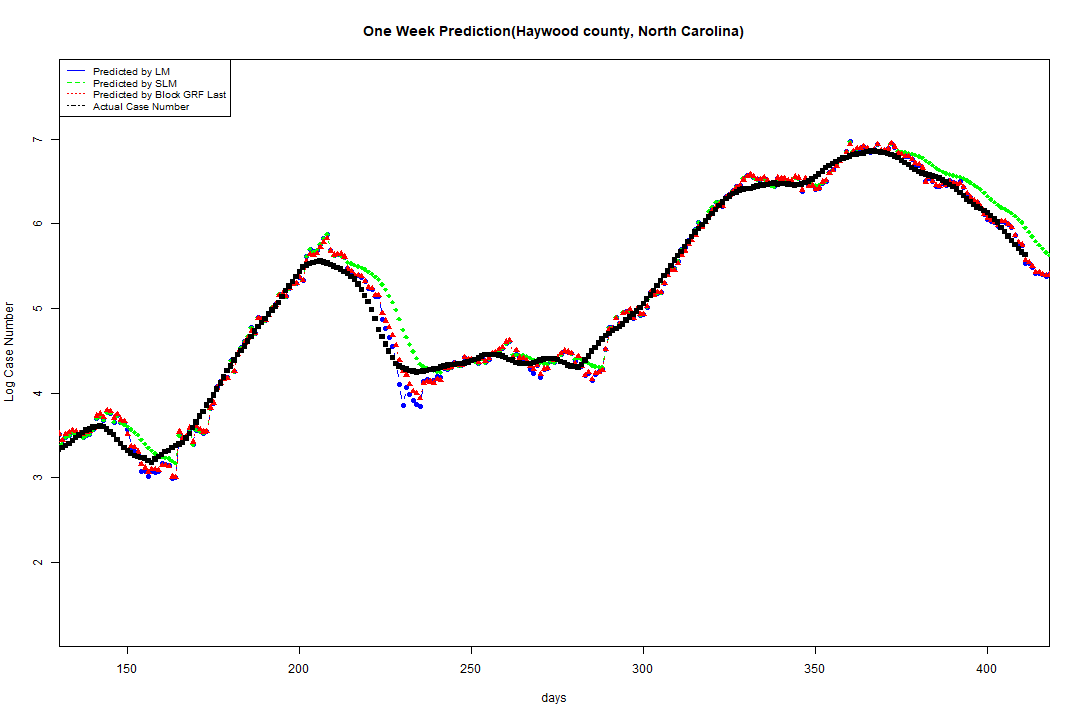 One Week Prediction(Haywood county, North Carolina)
Predicted by LM
Predicted by SLM
Predicted by Block GRF Last
Actual Case Number
7
6
5
4
3
2
Log Case Number
150 200 250 300 350 400
days